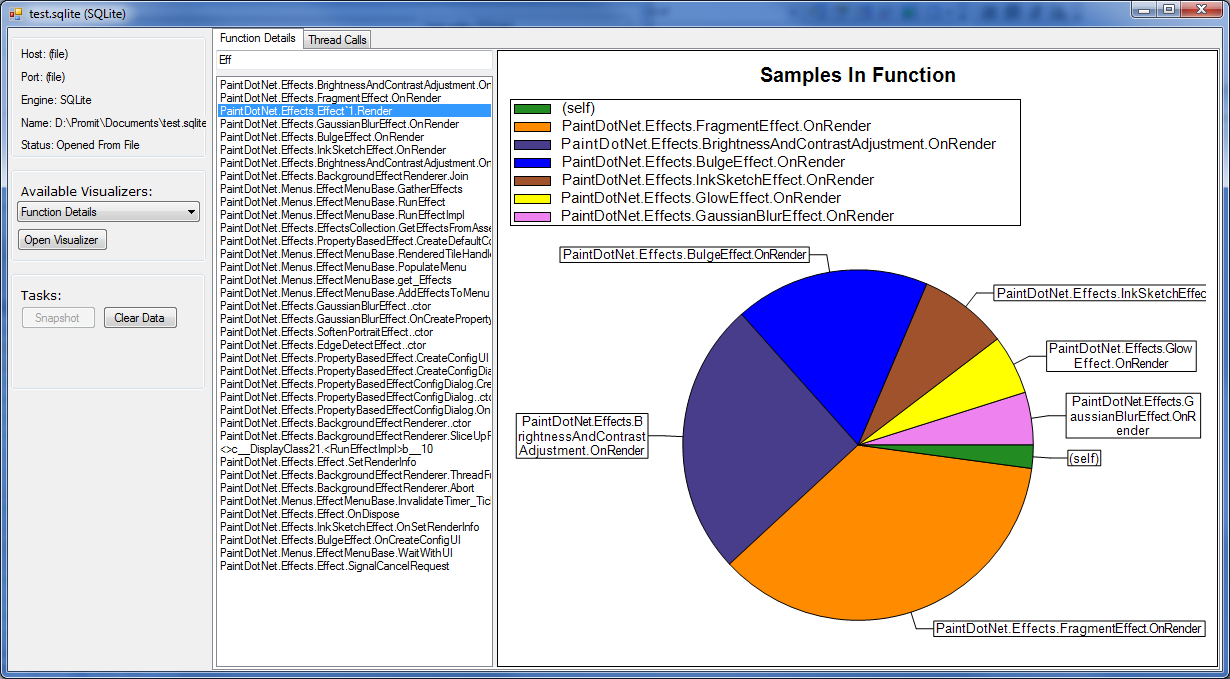 test.sqlite (SQLite)
Host: (file)
Port: (file)
Engine: SQLite
Name: D:\Promit\Documents\test.sqlite
Status: Opened From File
Available Visualizers:
Function Details
Open Visualizer
Tasks:
Snapshot
Clear Data
Function Details
Thread Calls
Eff
PaintDotNet.Effects.BrightnessAndContrastAdjustment.On
PaintDotNet.Effects.FragmentEffect.OnRender
PaintDotNet.Effects.Effect`1.Render
PaintDotNet.Effects.GaussianBlurEffect.OnRender
PaintDotNet.Effects.BulgeEffect.OnRender
PaintDotNet.Effects.InkSketchEffect.OnRender
PaintDotNet.Effects.BrightnessAndContrastAdjustment.On
PaintDotNet.Effects.BackgroundEffectRenderer.Join
PaintDotNet.Menus.EffectMenuBase.GatherEffects
PaintDotNet.Menus.EffectMenuBase.RunEffect
PaintDotNet.Menus.EffectMenuBase.RunEffectImpl
PaintDotNet.Effects.EffectsCollection.GetEffectsFromAsse
PaintDotNet.Effects.PropertyBasedEffect.CreateDefaultCo
PaintDotNet.Menus.EffectMenuBase.RenderedTileHandle
PaintDotNet.Menus.EffectMenuBase.PopulateMenu
PaintDotNet.Menus.EffectMenuBase.get_Effects
PaintDotNet.Menus.EffectMenuBase.AddEffectsToMenu
PaintDotNet.Effects.GaussianBlurEffect..ctor
PaintDotNet.Effects.GaussianBlurEffect.OnCreateProperty
PaintDotNet.Effects.SoftenPortraitEffect..ctor
PaintDotNet.Effects.EdgeDetectEffect..ctor
PaintDotNet.Effects.PropertyBasedEffect.CreateConfigUI
PaintDotNet.Effects.PropertyBasedEffect.CreateConfigDia
PaintDotNet.Effects.PropertyBasedEffectConfigDialog.Cre
PaintDotNet.Effects.PropertyBasedEffectConfigDialog..cto
PaintDotNet.Effects.PropertyBasedEffectConfigDialog.On
PaintDotNet.Effects.BackgroundEffectRenderer..ctor
PaintDotNet.Effects.BackgroundEffectRenderer.SliceUpR
<>c__DisplayClass21.<RunEffectImpl>b__10
PaintDotNet.Effects.Effect.SetRenderInfo
PaintDotNet.Effects.BackgroundEffectRenderer.ThreadFu
PaintDotNet.Effects.BackgroundEffectRenderer.Abort
PaintDotNet.Menus.EffectMenuBase.InvalidateTimer_Tic
PaintDotNet.Effects.Effect.OnDispose
PaintDotNet.Effects.InkSketchEffect.OnSetRenderInfo
PaintDotNet.Effects.BulgeEffect.OnCreateConfigUI
PaintDotNet.Menus.EffectMenuBase.WaitWithUI
PaintDotNet.Effects.Effect.SignalCancelRequest
Samples In Function
(self)
PaintDotNet.Effects.FragmentEffect.OnRender
PaintDotNet.Effects.BrightnessAndContrastAdjustment.OnRender
PaintDotNet.Effects.BulgeEffect.OnRender
PaintDotNet.Effects.InkSketchEffect.OnRender
PaintDotNet.Effects.GlowEffect.OnRender
PaintDotNet.Effects.GaussianBlurEffect.OnRender
PaintDotNet.Effects.BulgeEffect.OnRender
PaintDotNet.Effects.InkSketchEffec
PaintDotNet.Effects.Glow
Effect.OnRender
PaintDotNet.Effects.G
aussianBlurEffect.OnR
ender
PaintDotNet.Effects.B
rightnessAndContrast
Adjustment.OnRender
(self)
PaintDotNet.Effects.FragmentEffect.OnRender